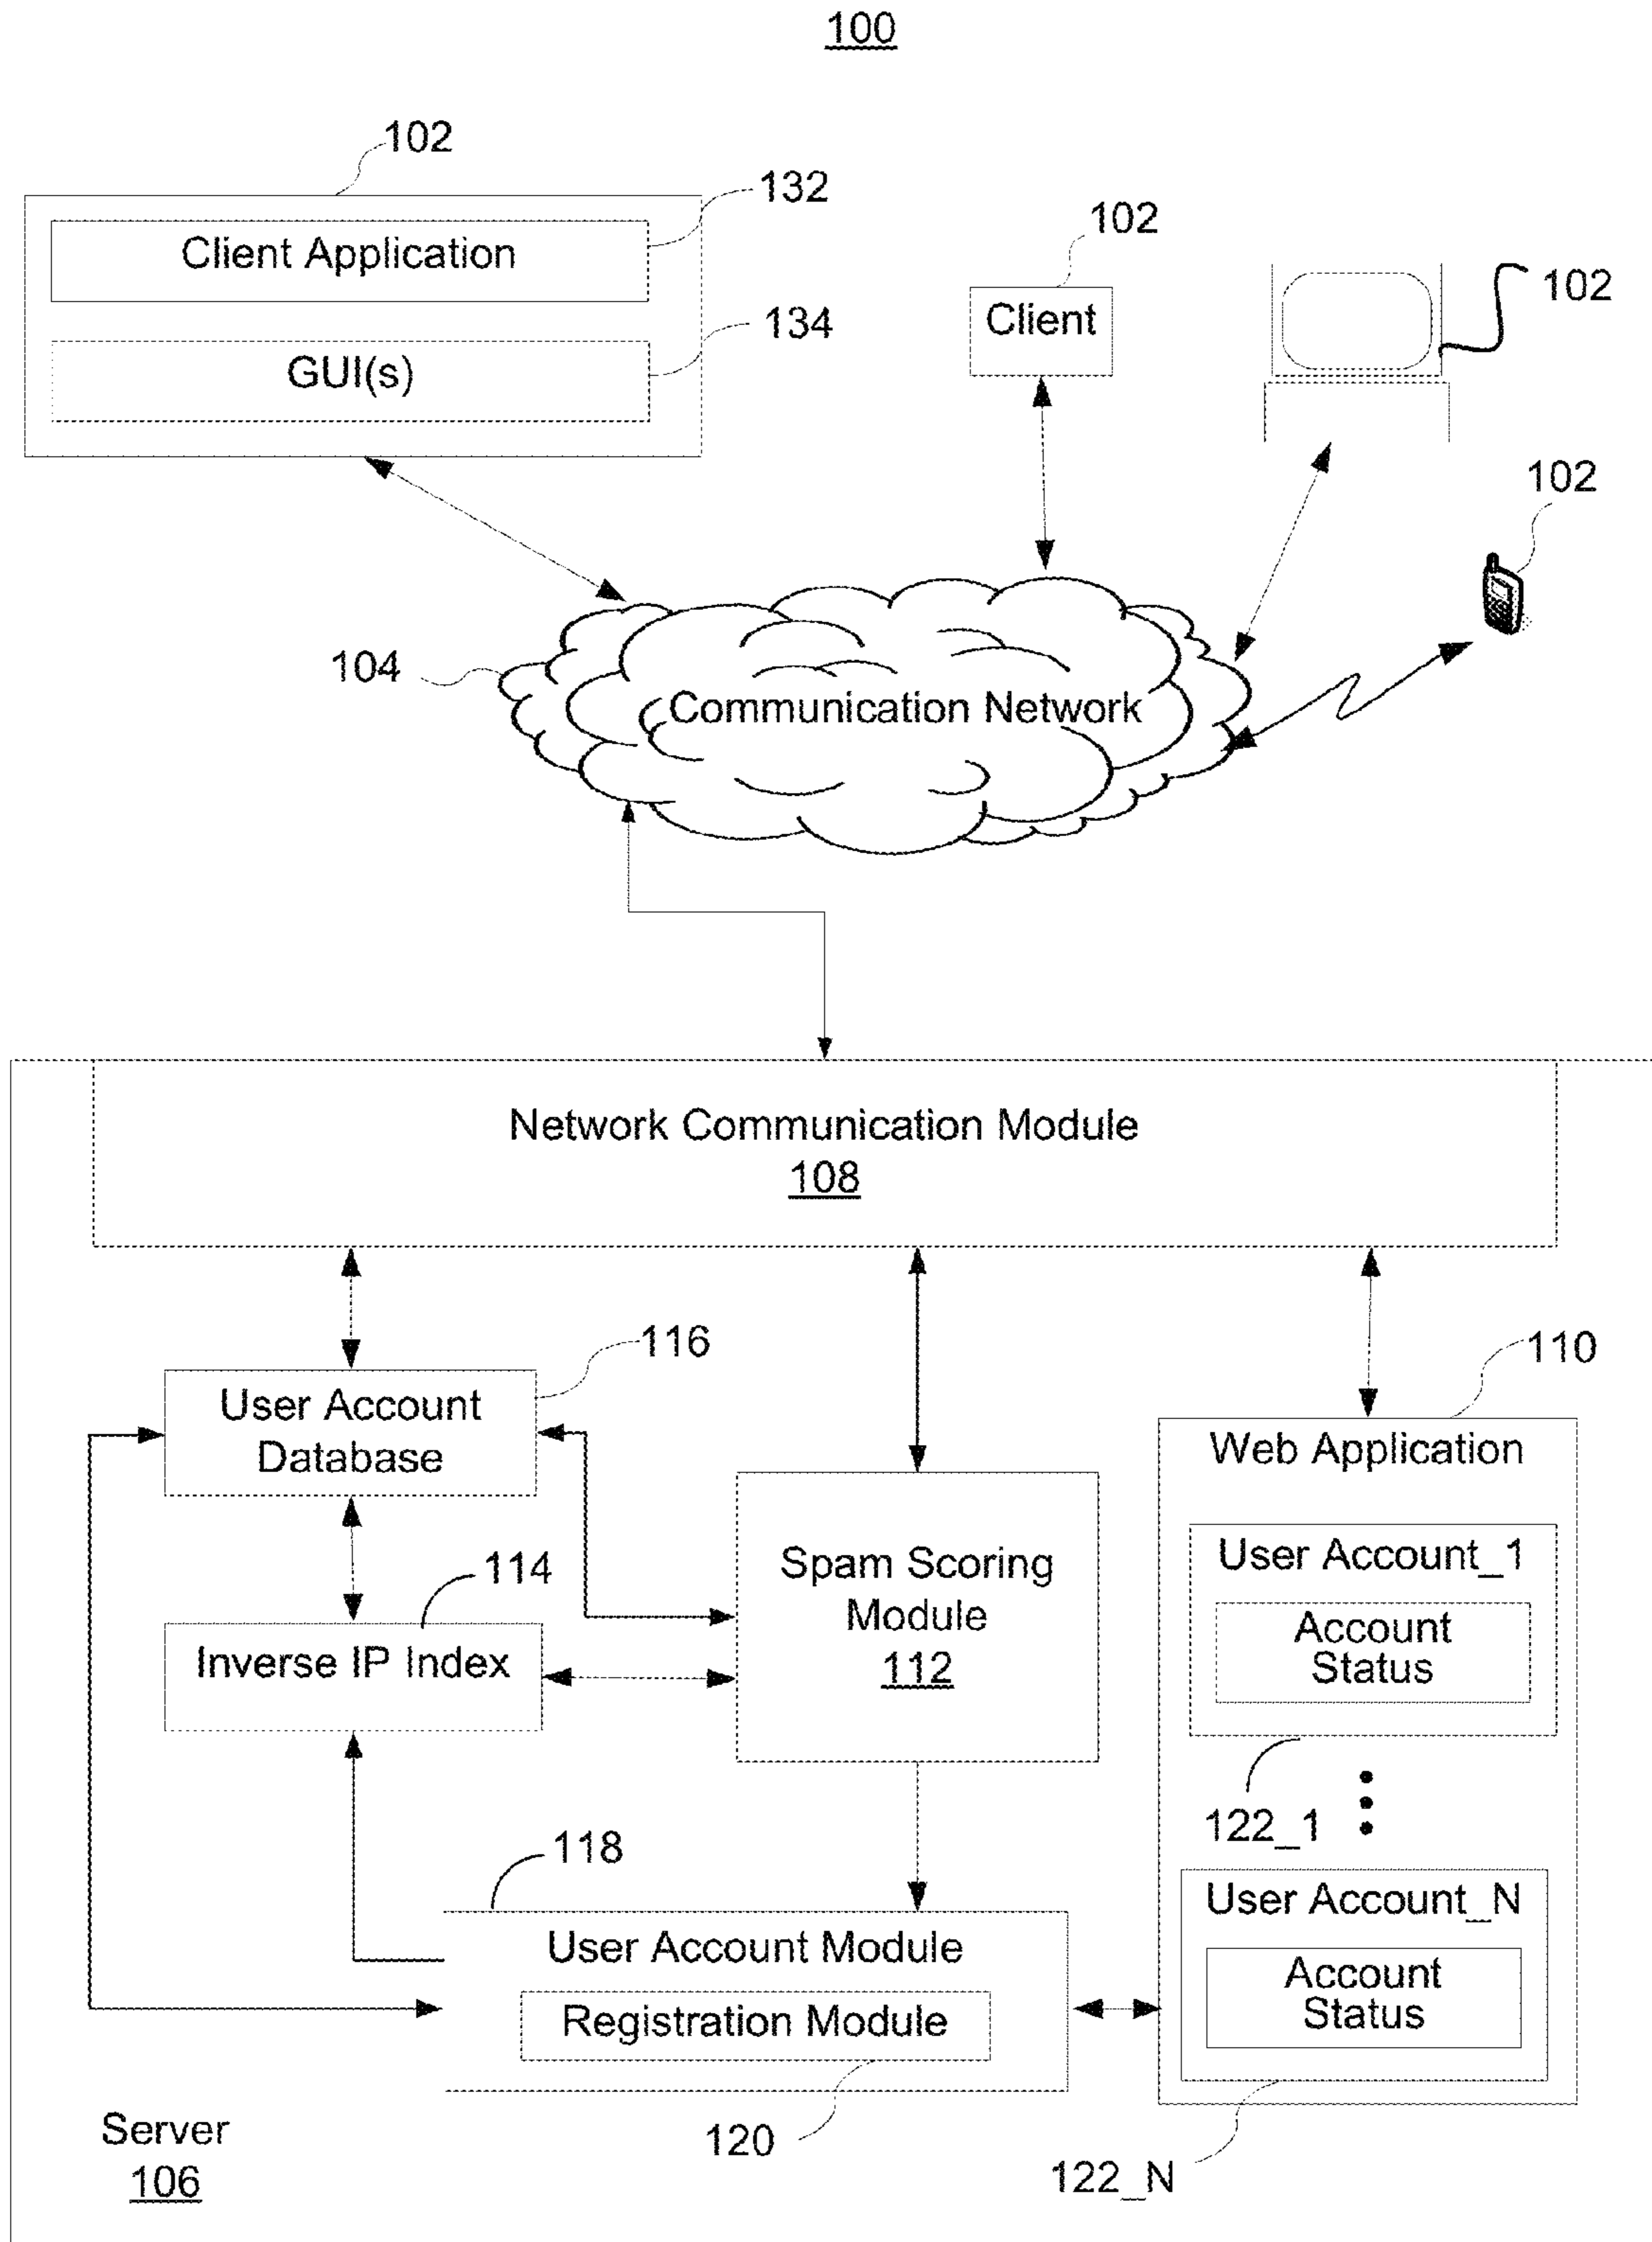 100
102
132
Client Application
134
GUI(s)
102
Client
102
102
104
Communication Network
Network Communication Module
108
116
User Account
Database
110
Web Application
114
Inverse IP Index
Spam Scoring
Module
112
User Account_1
Account
Status
122_1
118
User Account Module
Registration Module
120
User Account_N
Account
Status
122_N
Server
106